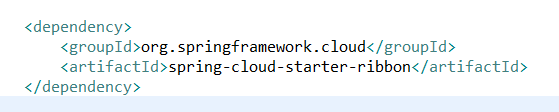 <dependency>
<groupId>org.springframework.cloud</groupId>
<artifactId>spring-cloud-starter-ribbon</artifactId>
</dependency>